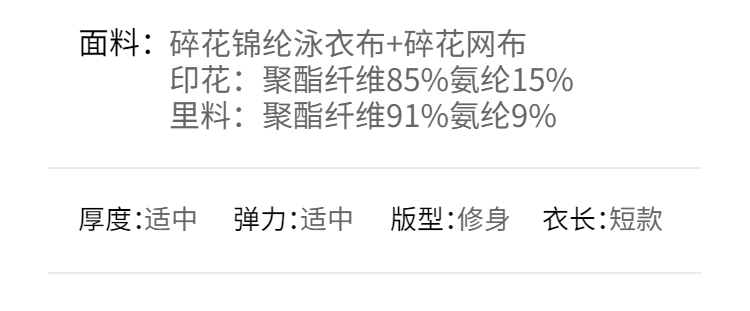 面料：碎花锦纶泳衣布+碎花网布
印花：聚酯纤维85%氨纶15%
里料：聚酯纤维91%氨纶9%
厚度:适中 弹力:适中 版型:修身 衣长:短款